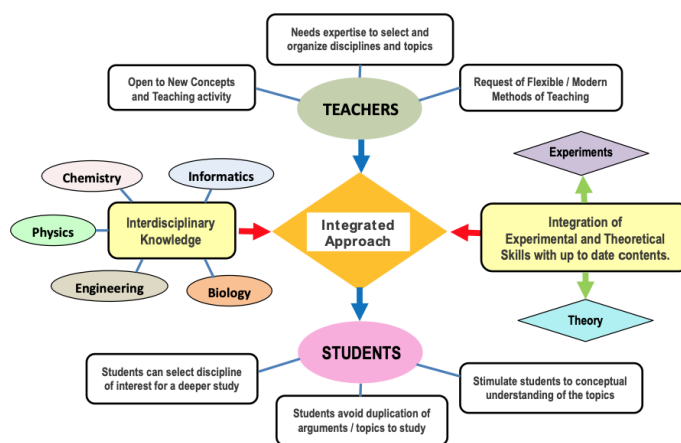 Needs expertise to select and
organize disciplines and topics
Open to New Concepts
and Teaching activity
Request of Flexible / Modern
Methods of Teaching
TEACHERS
Experiments
Chemistry
Informatics
Physics
Interdisciplinary
Knowledge
Integrated
Approach
Integration of
Experimental and Theoretical
Skills with up to date contents.
Engineering
Biology
Theory
STUDENTS
Students can select discipline
of interest for a deeper study
Stimulate students to conceptual
understanding of the topics
Students avoid duplication of
arguments / topics to study